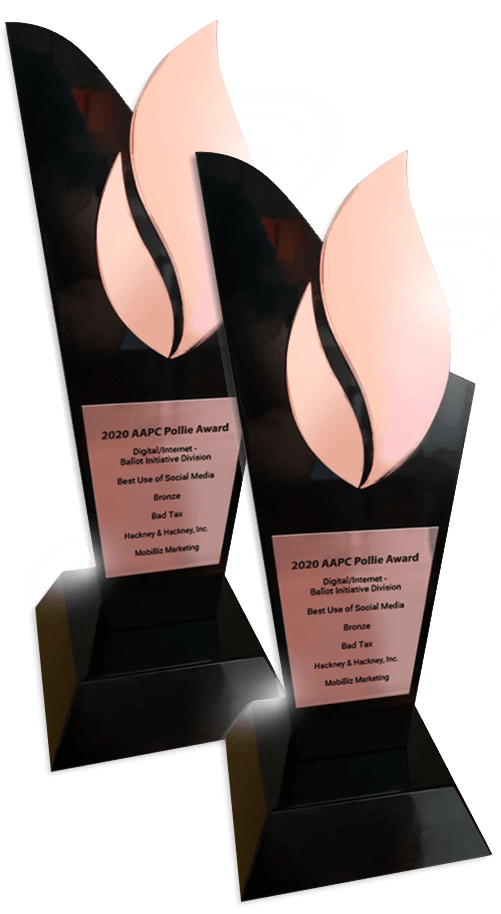 2020 AAPC Pollie Award
Digital/Internet -
Ballot Initiative Division
Best Use of Social Media
Bronze
Bad Tax
Hackney & Hackney, Inc.
MobiBiz Marketing
2020 AAPC Pollie Award
Digital/Internet -
Ballot Initiative Division
Best Use of Social Media
Bronze
Bad Tax
Hackney & Hackney, Inc.
MobiBiz Marketing